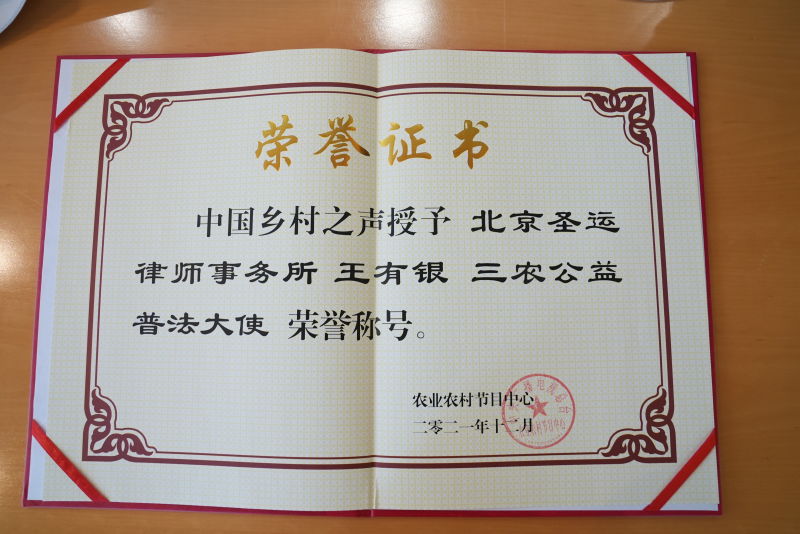 荣誉证书
中国乡村之声授予 北京圣运
律师事务所 王有银 三农公益
普法大使 荣誉称号。
农业农村节目中心
二零二一年十二月